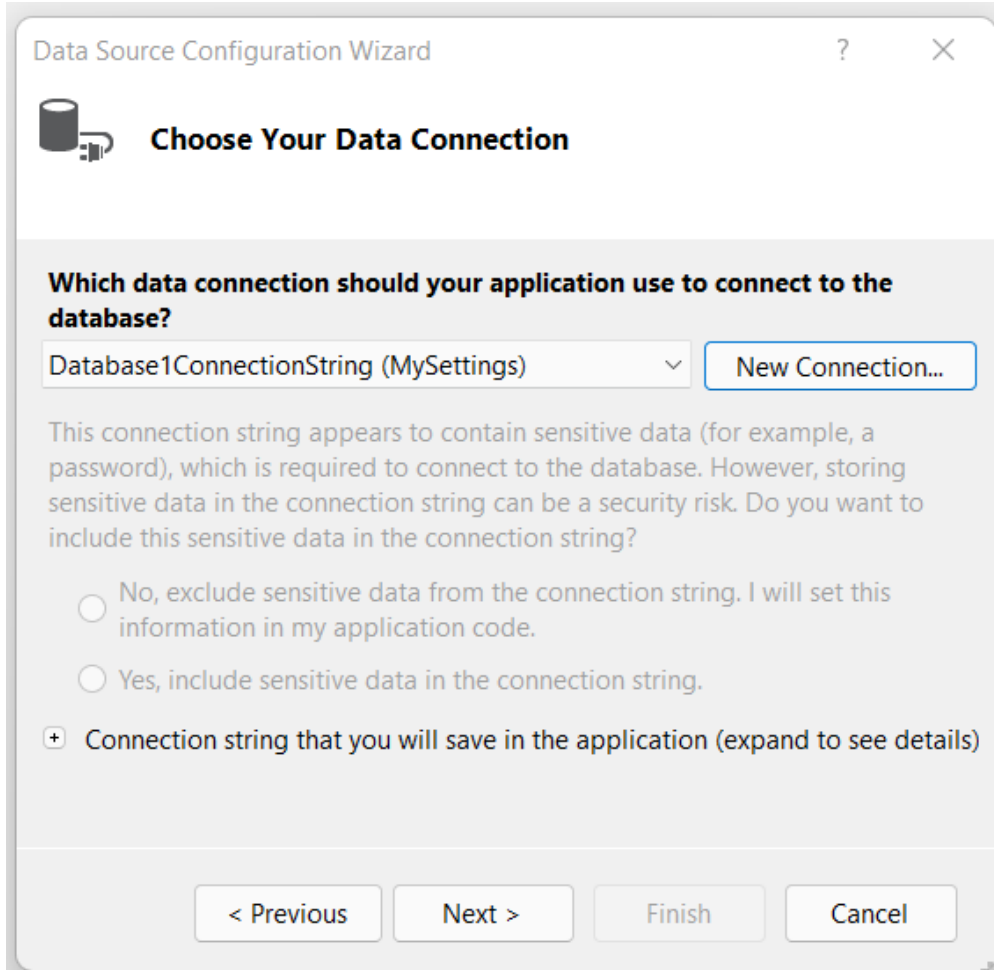 Data Source Configuration Wizard ?
Choose Your Data Connection
Which data connection should your application use to connect to the
database?
Database1ConnectionString (MySettings)
New Connection...
This connection string appears to contain sensitive data (for example, a
password), which is required to connect to the database. However, storing
sensitive data in the connection string can be a security risk. Do you want to
include this sensitive data in the connection string?
No, exclude sensitive data from the connection string. I will set this
information in my application code.
Yes, include sensitive data in the connection string.
Connection string that you will save in the application (expand to see details)
< Previous
Next >
Finish
Cancel